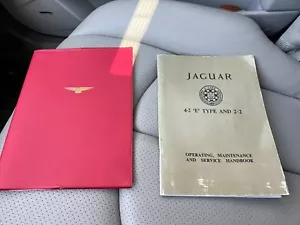 JAGUAR
4·2 'E' TYPE AND 2+2
OPERATING, MAINTENANCE
AND SERVICE HANDBOOK